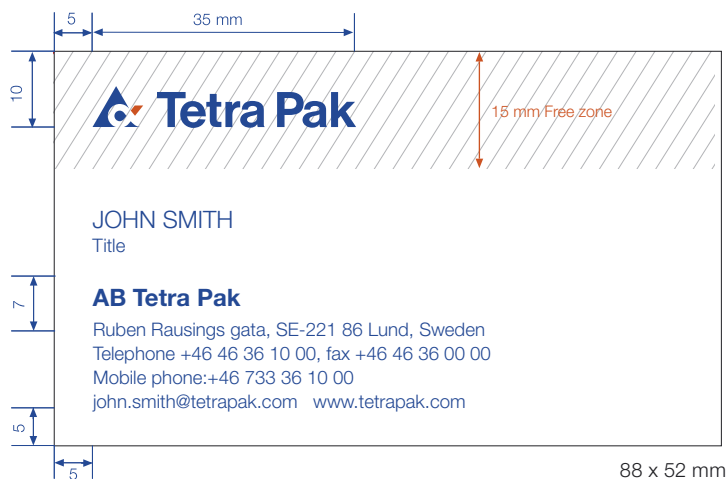 5 35 mm
10
Tetra Pak
15 mm Free zone
JOHN SMITH
Title
7
AB Tetra Pak
Ruben Rausings gata, SE-221 86 Lund, Sweden
Telephone +46 46 36 10 00, fax +46 46 36 00 00
Mobile phone:+46 733 36 10 00
john.smith@tetrapak.com www.tetrapak.com
5
5
88 x 52 mm